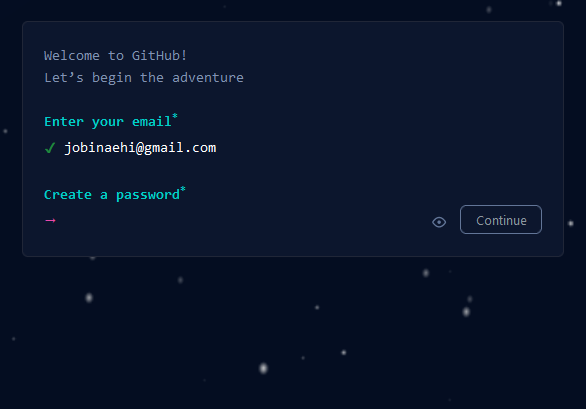 Welcome to GitHub!
Let’s begin the adventure
Enter your email*
✓ jobinaehi@gmail.com
Create a password*
→
Continue